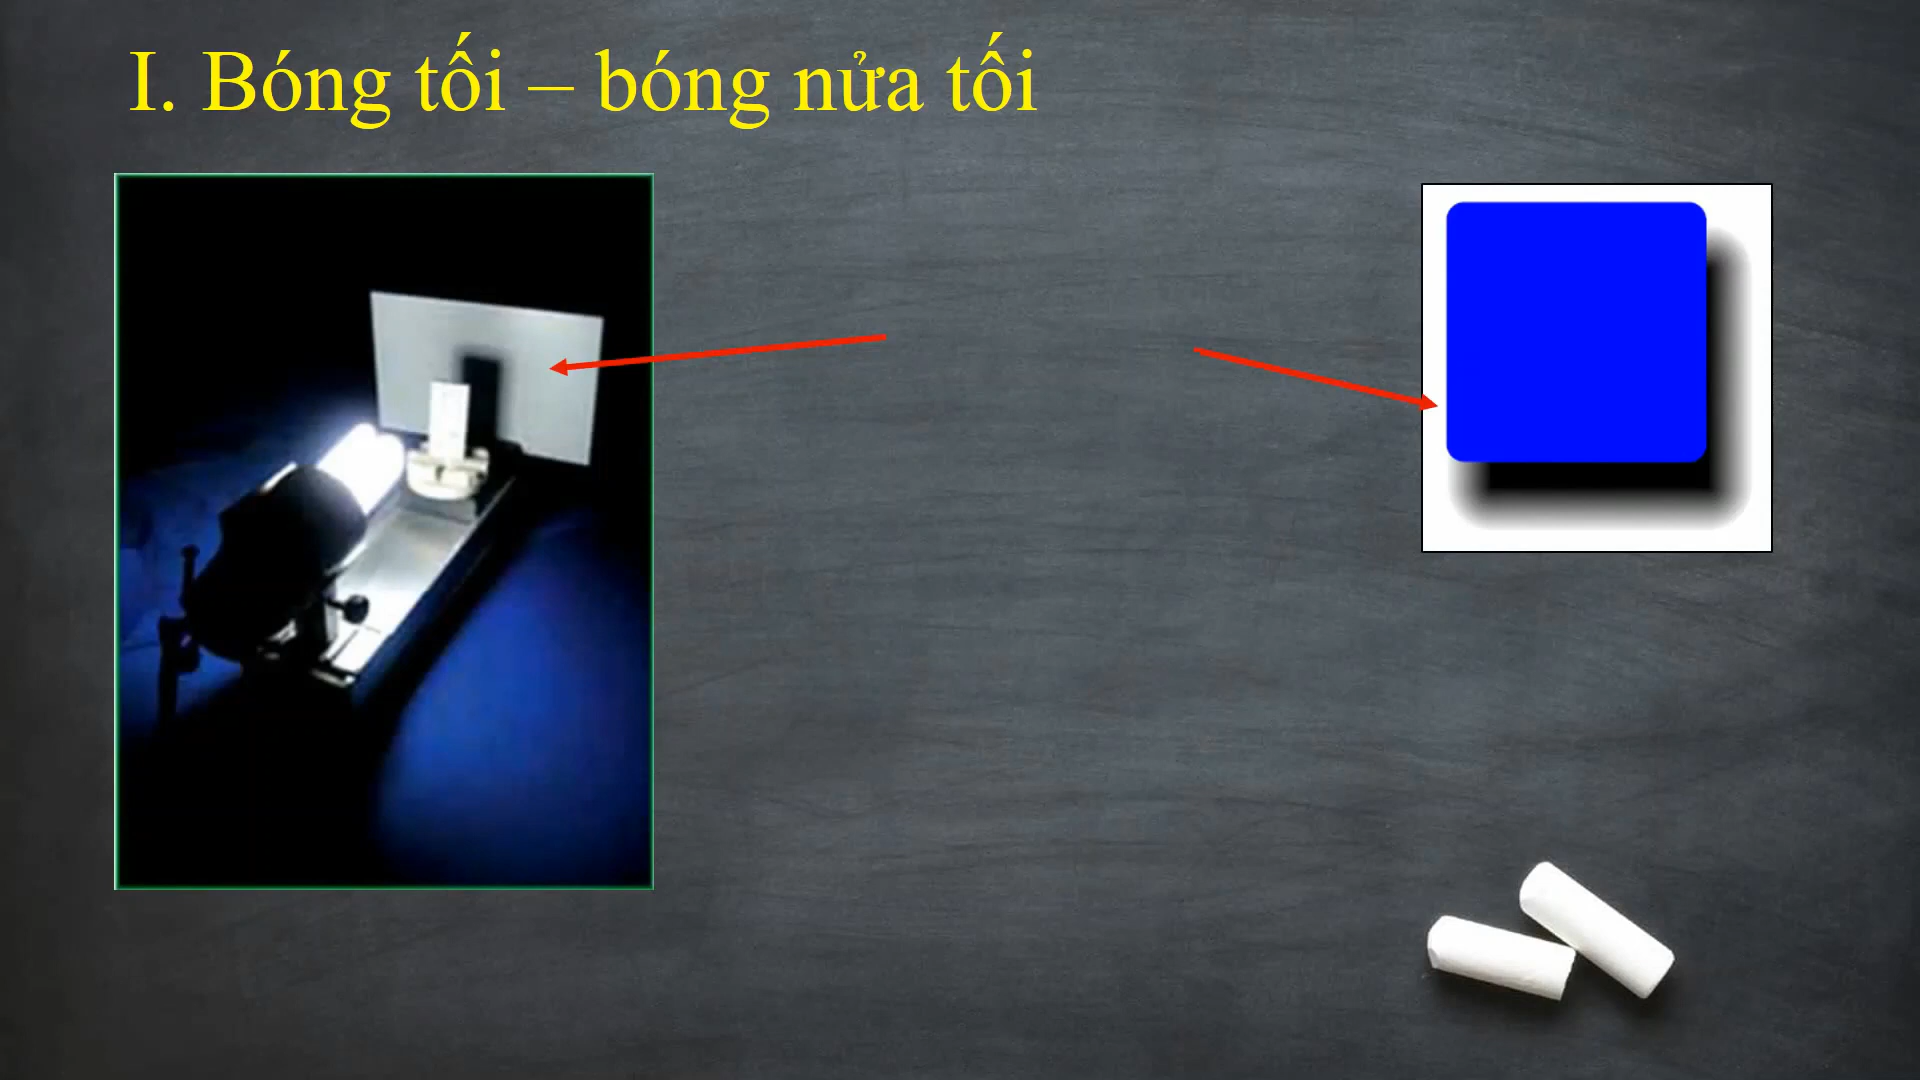 I. Bóng tối – bóng nửa tối